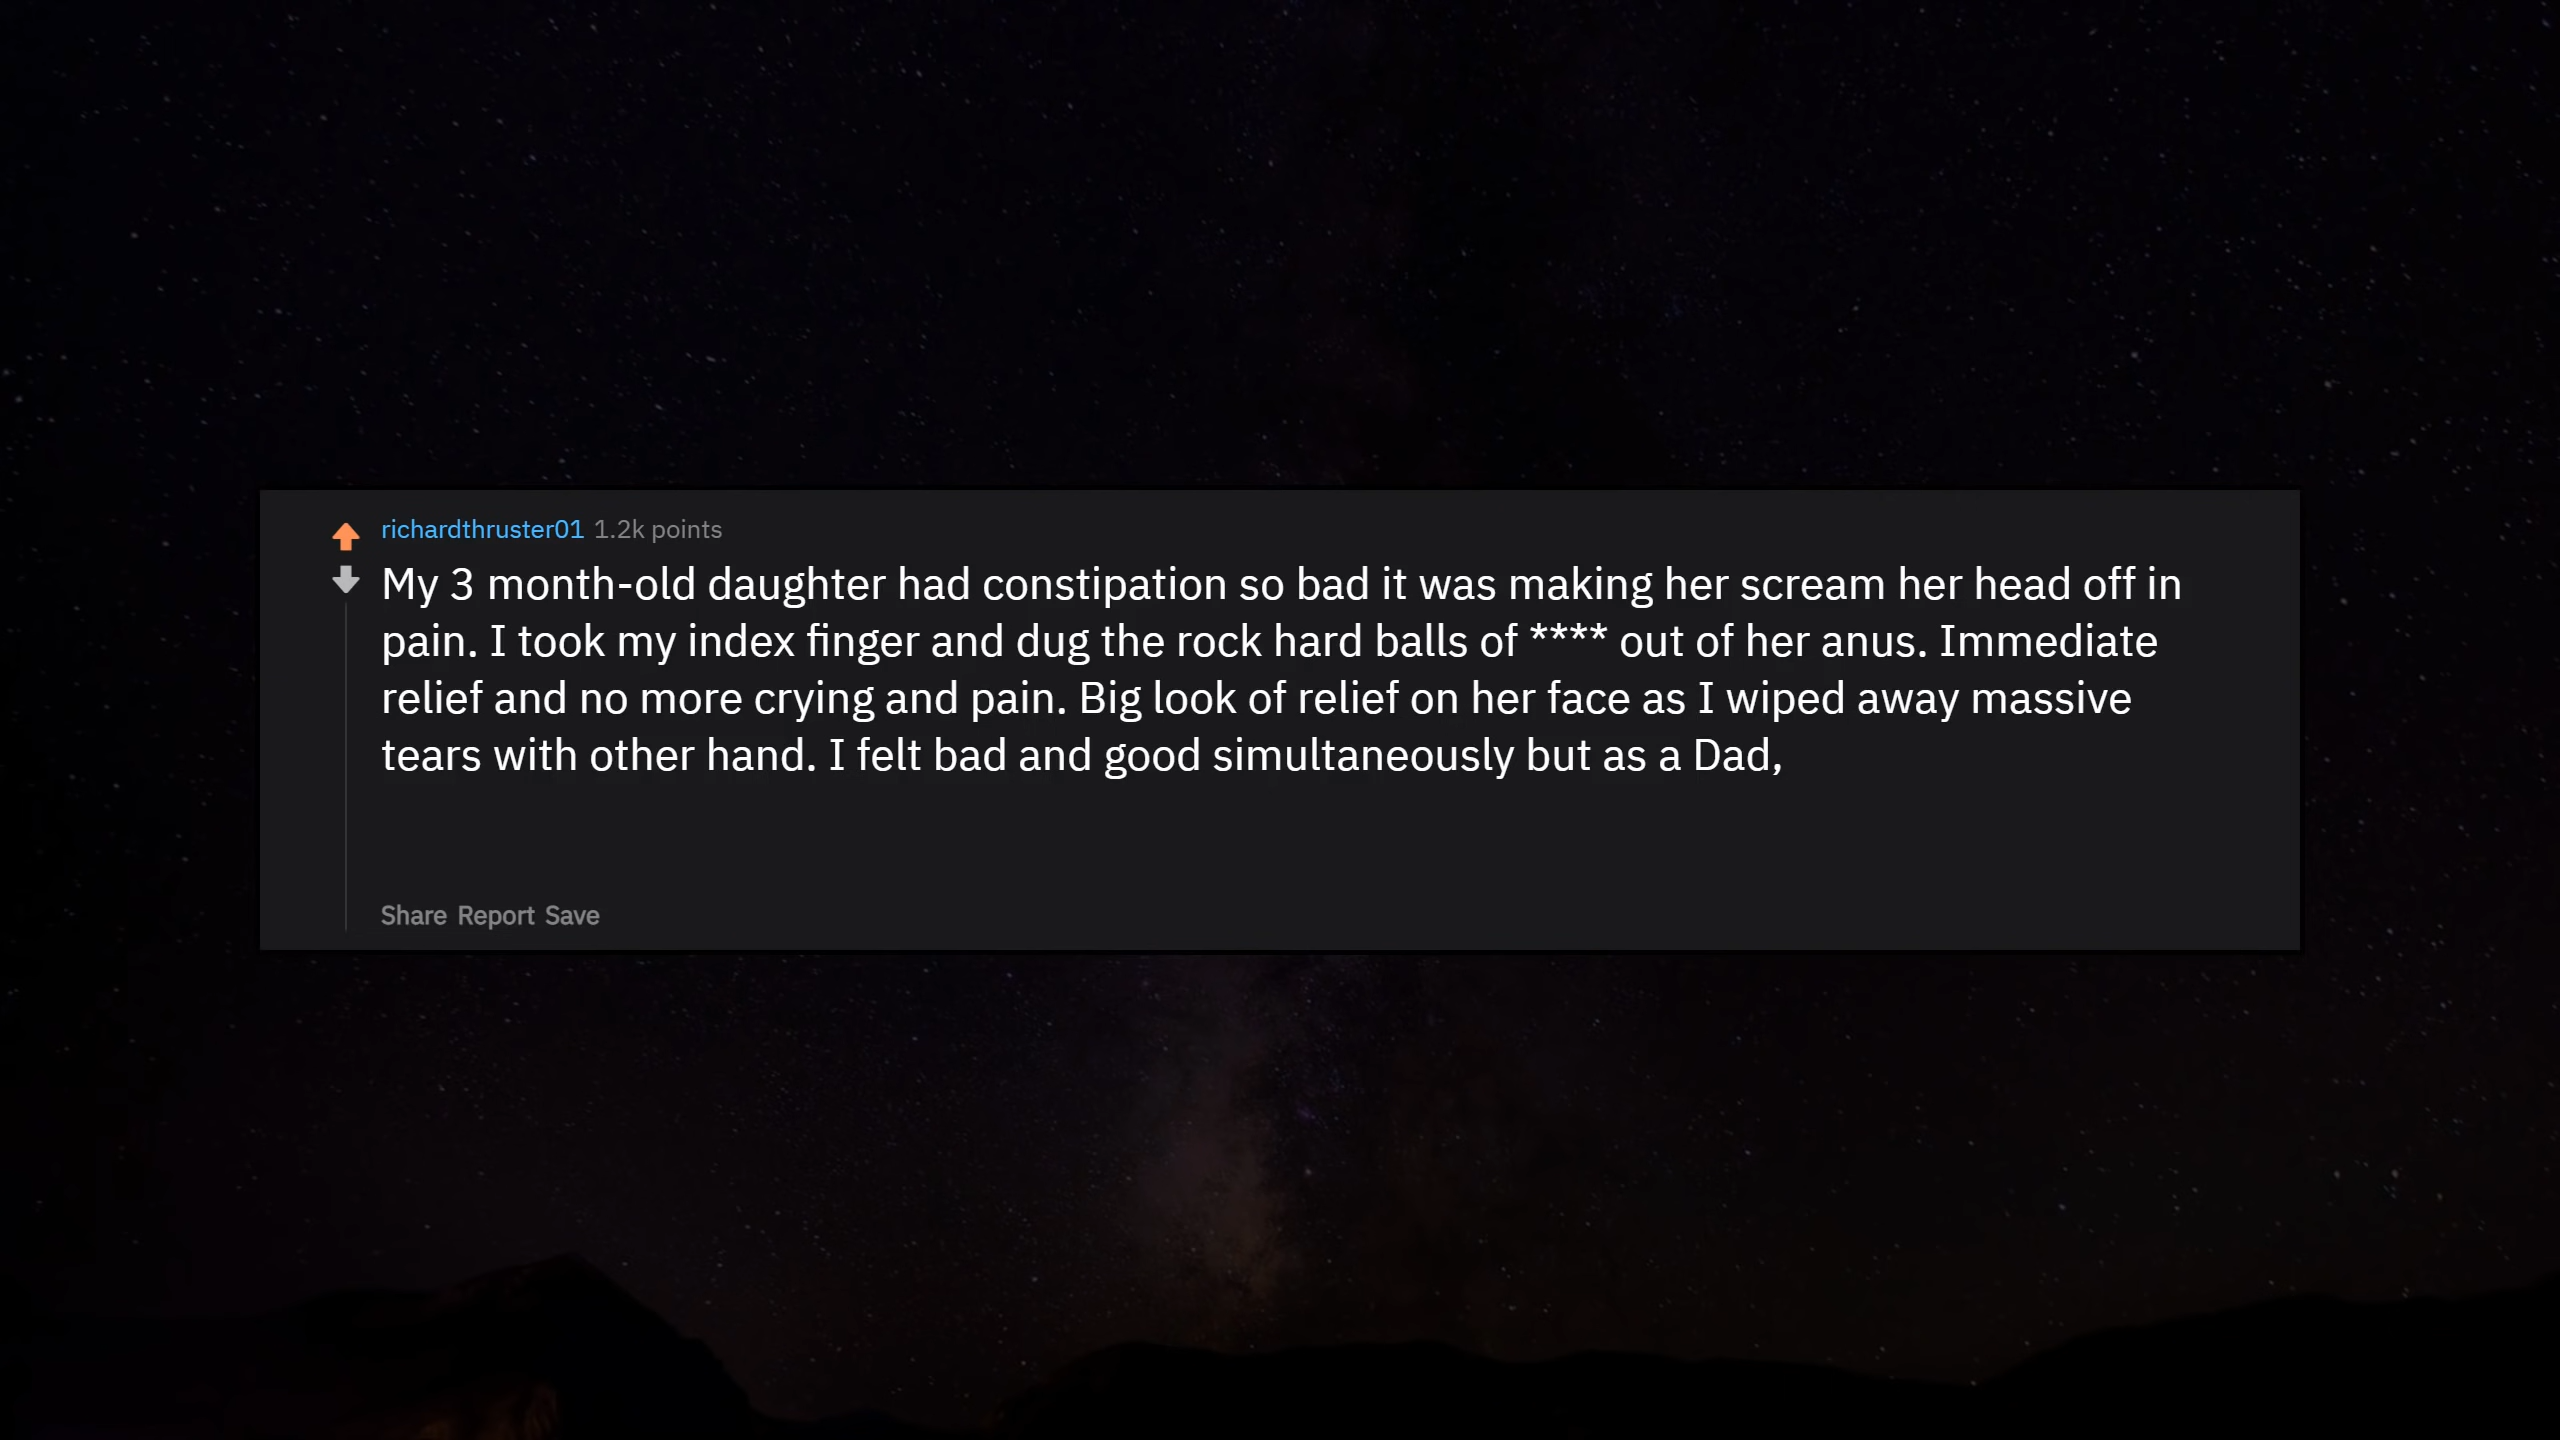 richardthruster01 1.2k points
My 3 month-old daughter had constipation so bad it was making her scream her head off in
pain. I took my index finger and dug the rock hard balls of **** out of her anus. Immediate
relief and no more crying and pain. Big look of relief on her face as I wiped away massive
tears with other hand. I felt bad and good simultaneously but as a Dad,
Share Report Save